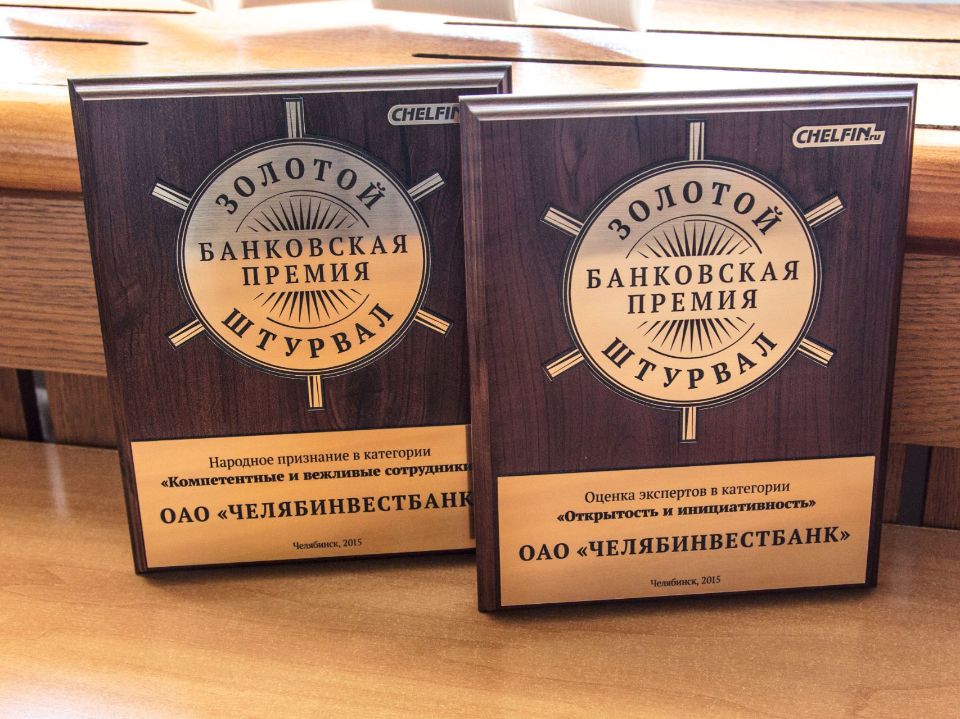 CHELFIN
ЗОЛОТОЙ
БАНКОВСКАЯ
ПРЕМИЯ
ШТУРВАЛ
Народное признание в категории
«Компетентные и вежливые сотрудники
ОАО «ЧЕЛЯБИНВЕСТБАНК
Челябинск, 2015
CHELFIN.ru
ЗОЛОТОЙ
БАНКОВСКАЯ
ПРЕМИЯ
ШТУРВАЛ
Оценка экспертов в категории
«Открытость и инициативность»
ОАО «ЧЕЛЯБИНВЕСТБАНК»
Челябинск, 2015